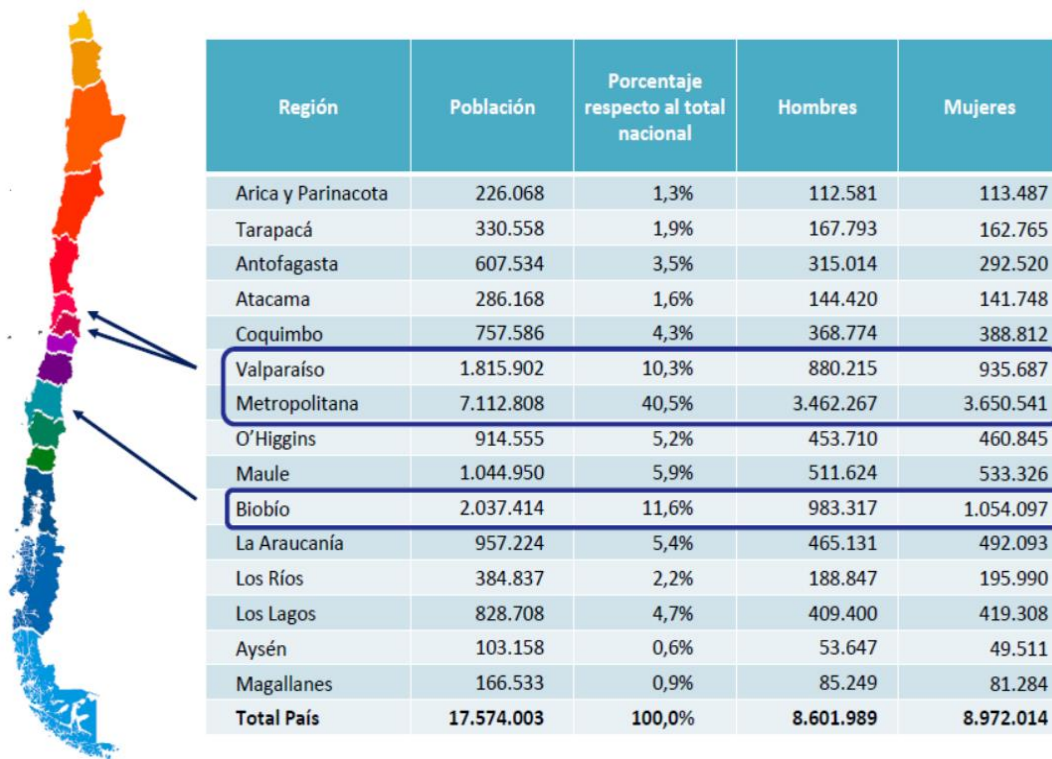 Región Población Porcentaje respecto al total nacional Hombres Mujeres
Arica y Parinacota 226.068 1,3% 112.581 113.487
Tarapacá 330.558 1,9% 167.793 162.765
Antofagasta 607.534 3,5% 315.014 292.520
Atacama 286.168 1,6% 144.420 141.748
Coquimbo 757.586 4,3% 368.774 388.812
Valparaíso 1.815.902 10,3% 880.215 935.687
Metropolitana 7.112.808 40,5% 3.462.267 3.650.541
O’Higgins 914.555 5,2% 453.710 460.845
Maule 1.044.950 5,9% 511.624 533.326
Biobío 2.037.414 11,6% 983.317 1.054.097
La Araucanía 957.224 5,4% 465.131 492.093
Los Ríos 384.837 2,2% 188.847 195.990
Los Lagos 828.708 4,7% 409.400 419.308
Aysén 103.158 0,6% 53.647 49.511
Magallanes 166.533 0,9% 85.249 81.284
Total País 17.574.003 100,0% 8.601.989 8.972.014